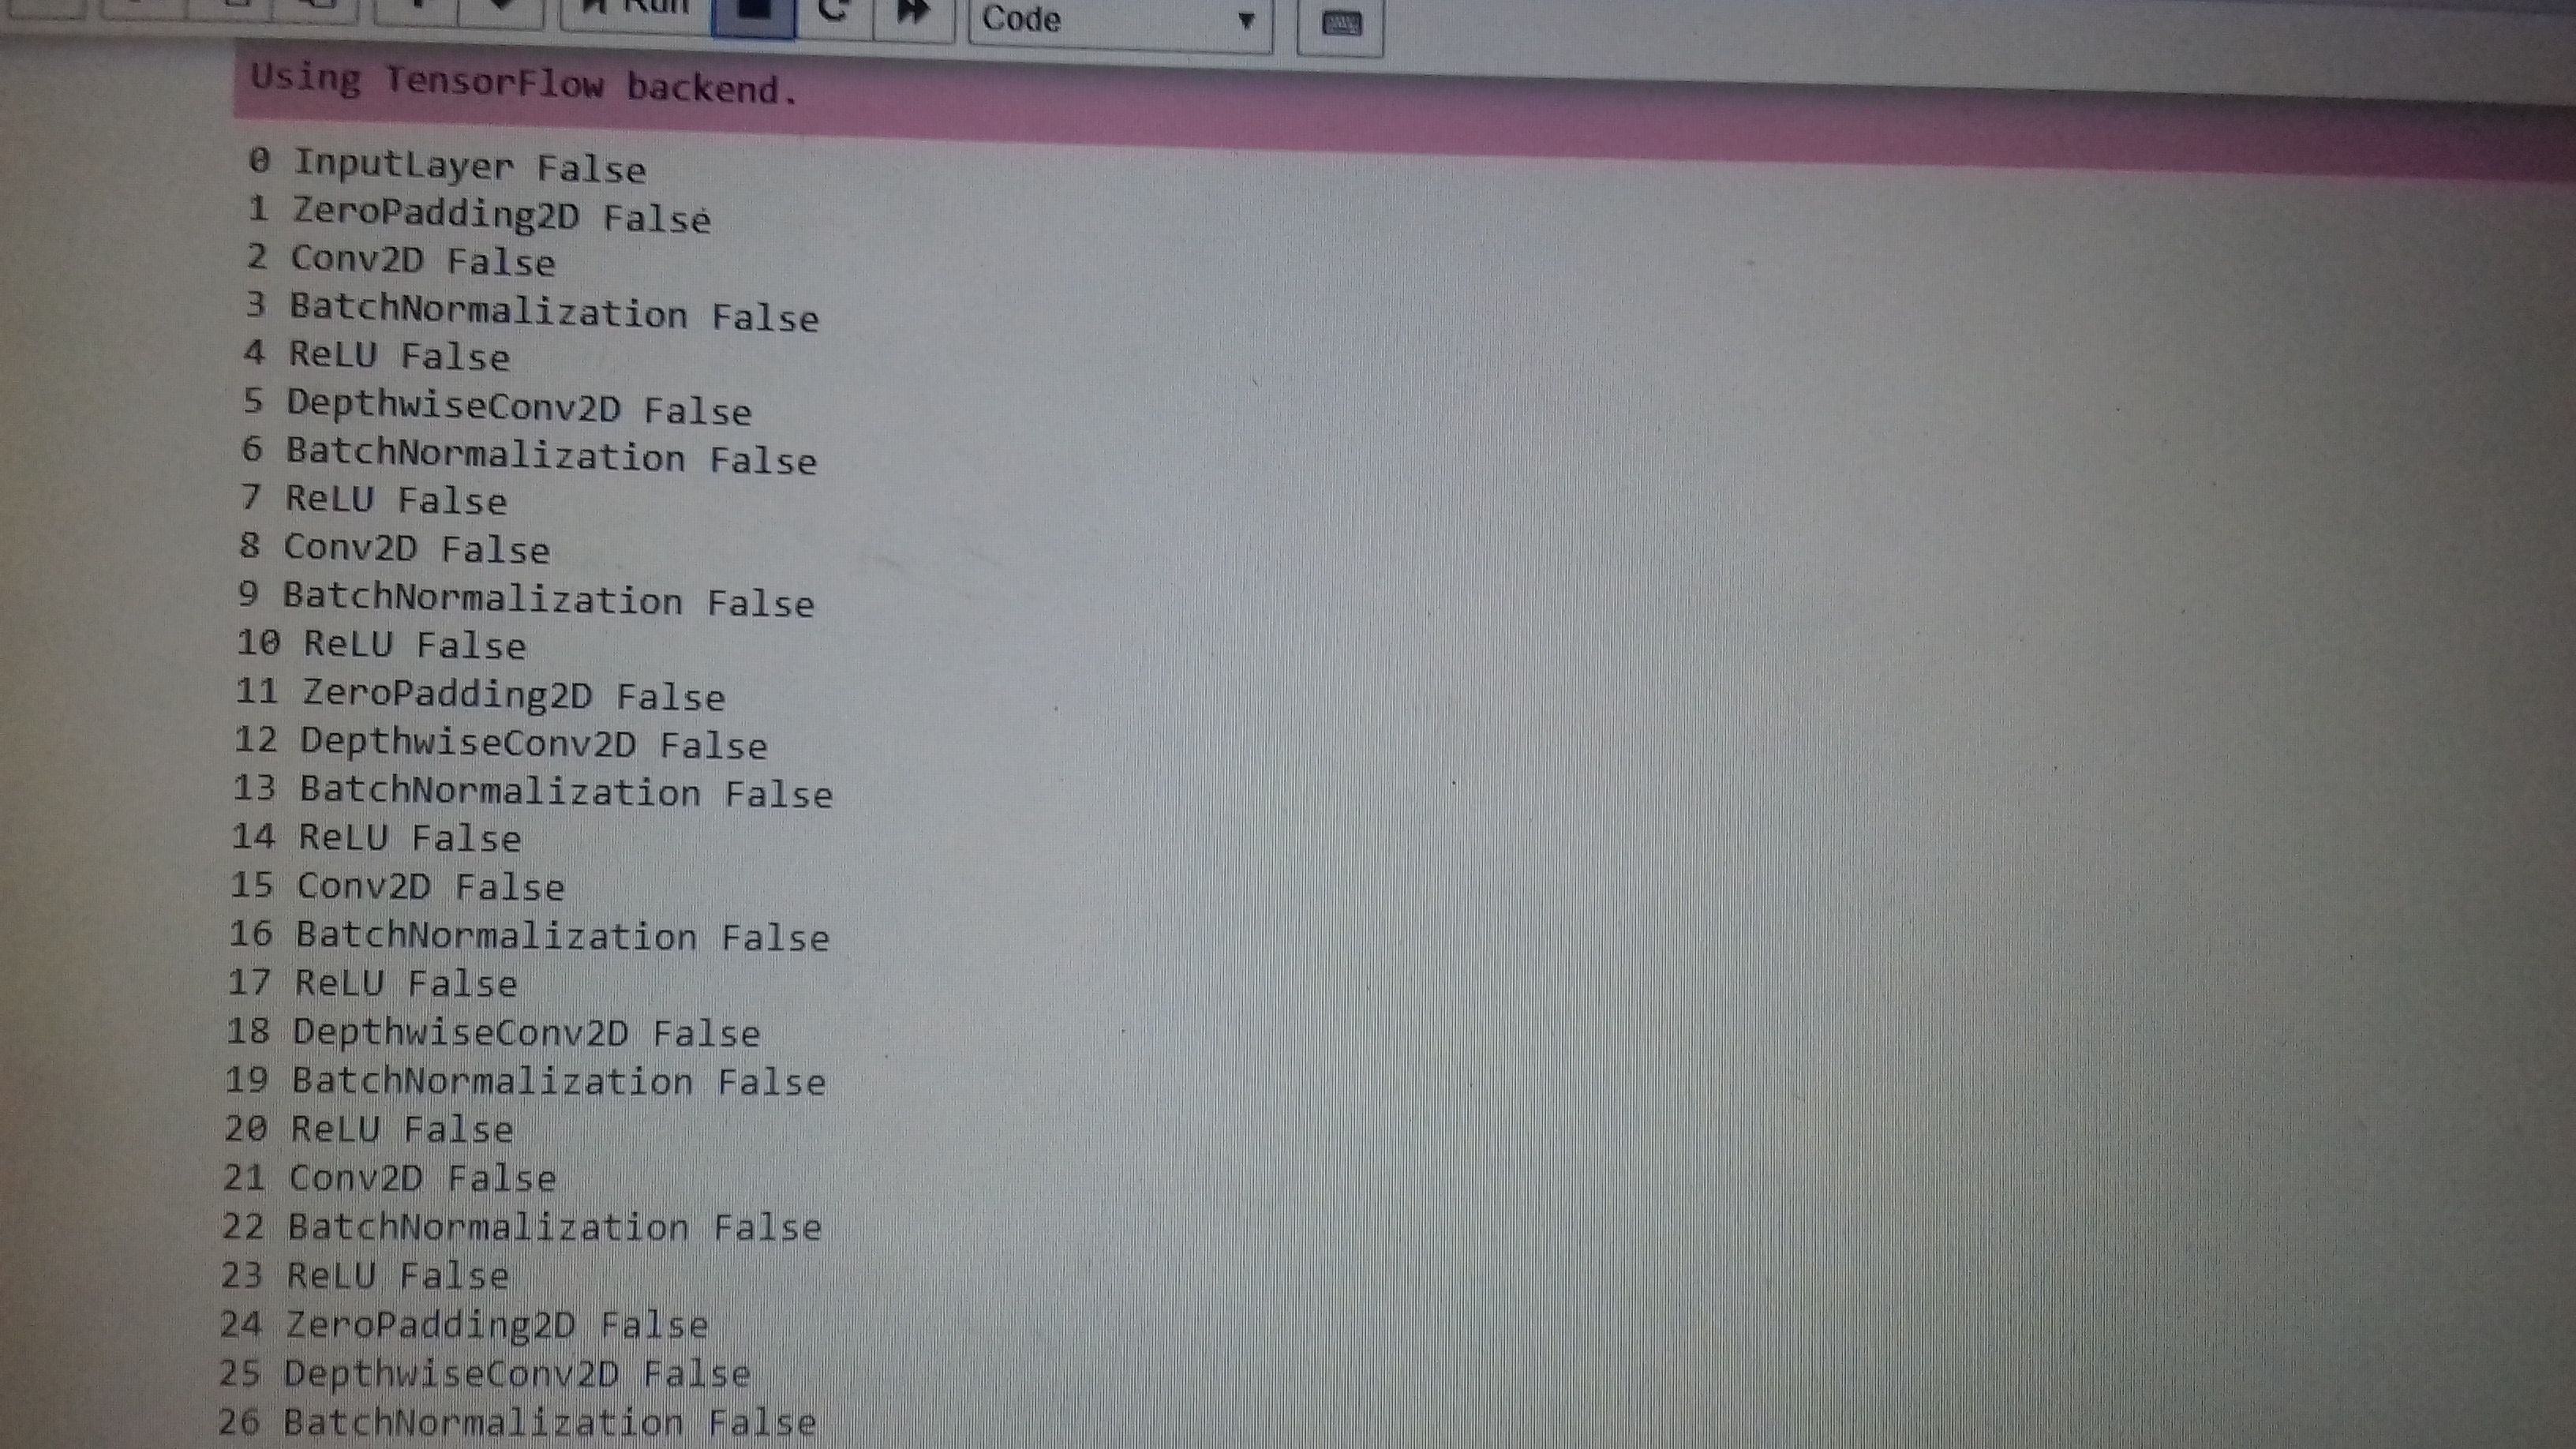 Run Code
Using TensorFlow backend.
0 InputLayer False
1 ZeroPadding2D False
2 Conv2D False
3 BatchNormalization False
4 ReLU False
5 DepthwiseConv2D False
6 BatchNormalization False
7 ReLU False
8 Conv2D False
9 BatchNormalization False
10 ReLU False
11 ZeroPadding2D False
12 DepthwiseConv2D False
13 BatchNormalization False
14 ReLU False
15 Conv2D False
16 BatchNormalization False
17 ReLU False
18 DepthwiseConv2D False
19 BatchNormalization False
20 ReLU False
21 Conv2D False
22 BatchNormalization False
23 ReLU False
24 ZeroPadding2D False
25 DepthwiseConv2D False
26 BatchNormalization False